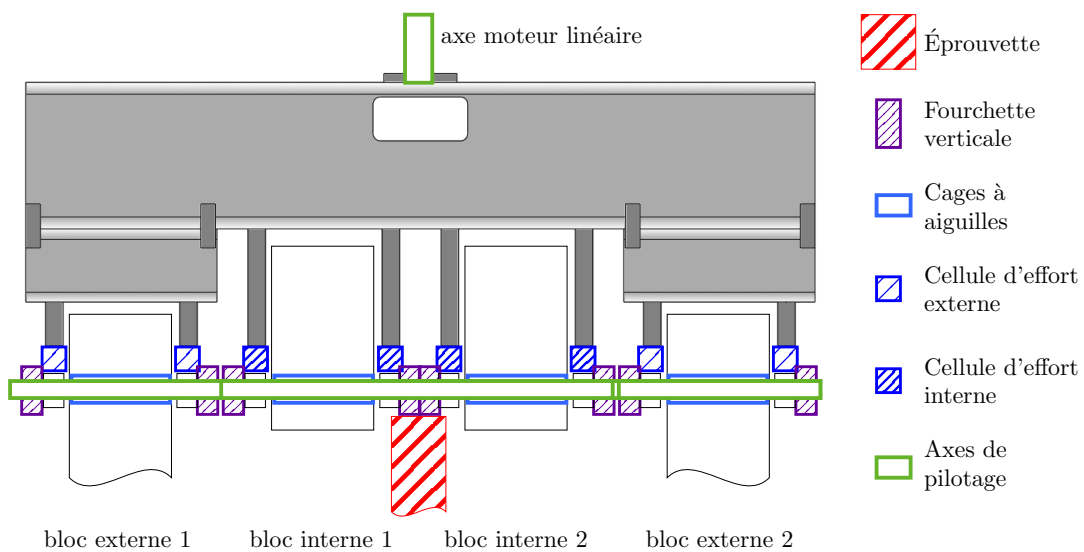 axe moteur linéaire
Éprouvette
Fourchette
verticale
Cages à
aiguilles
Cellule d'effort
externe
Cellule d'effort
interne
Axes de
pilotage
bloc externe 1
bloc interne 1
bloc interne 2
bloc externe 2